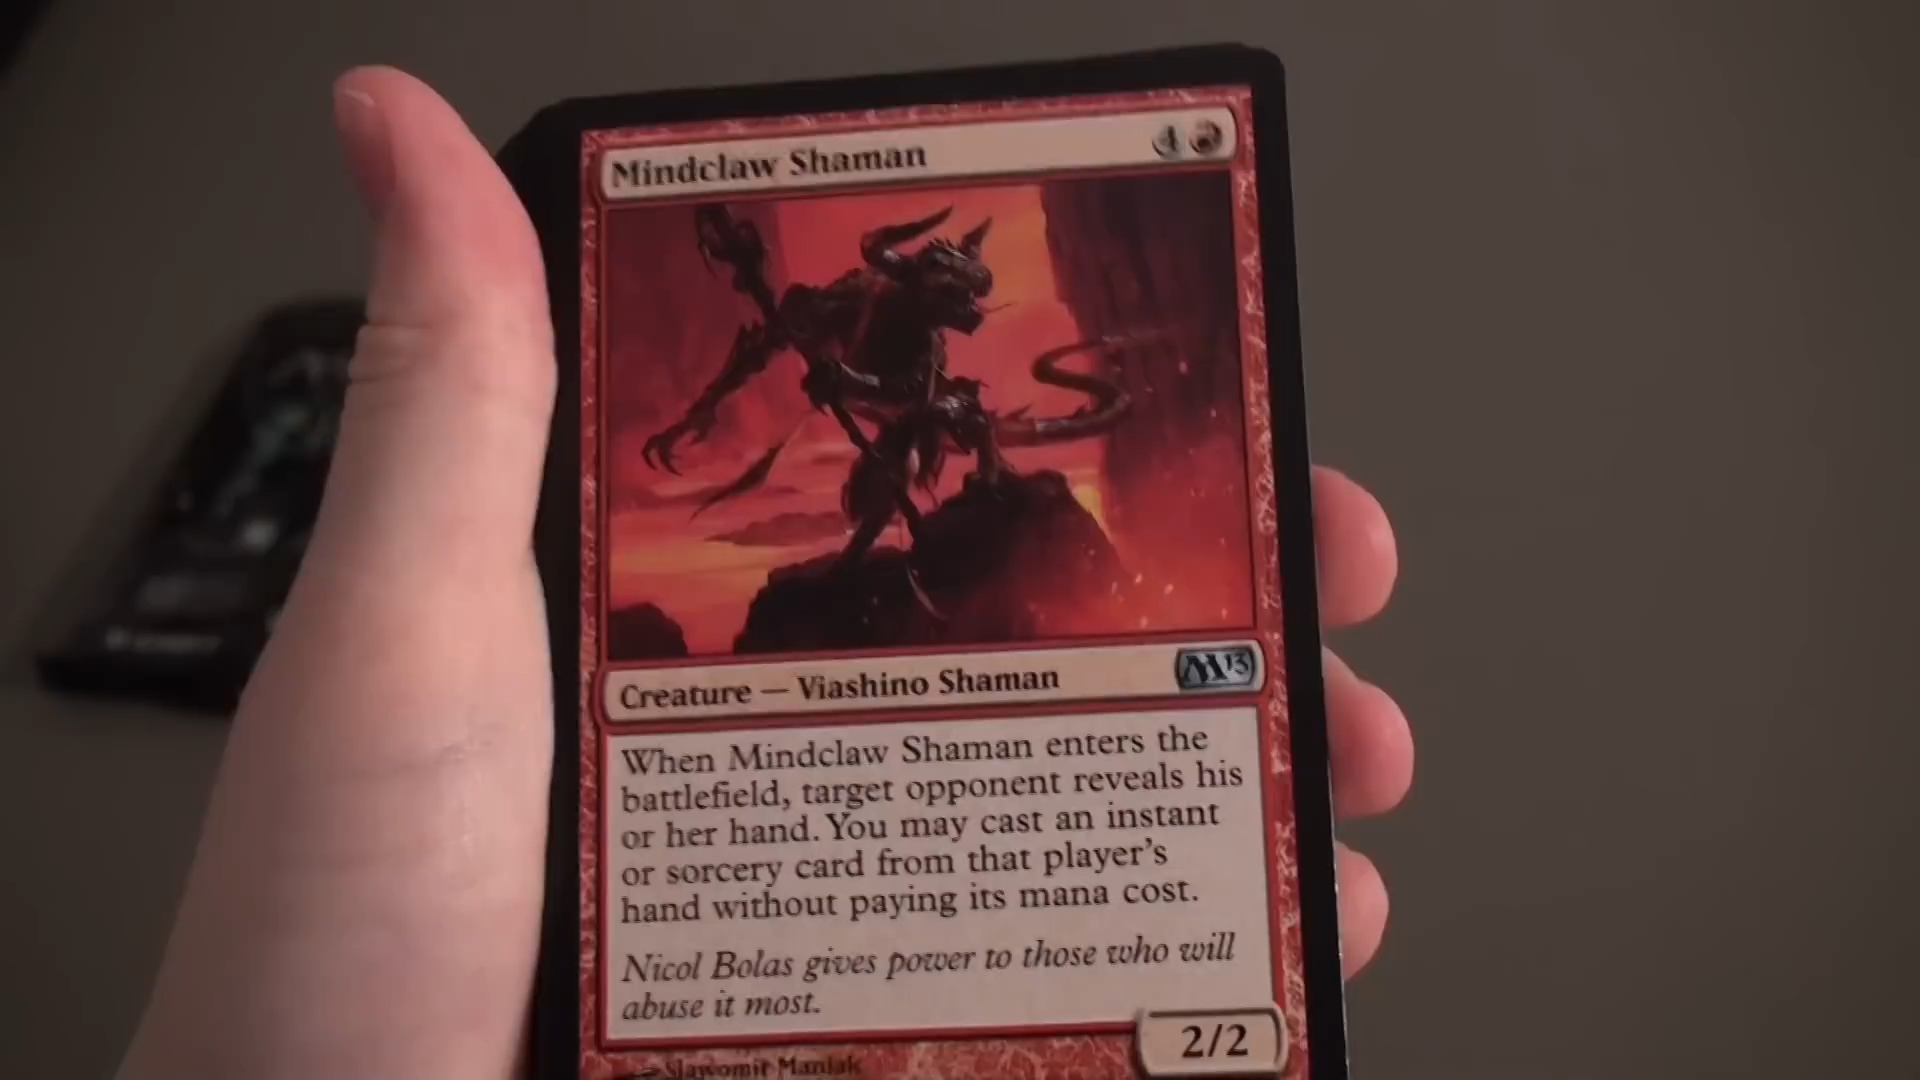 Mindclaw Shaman 4
Creature — Viashino Shaman M13
When Mindclaw Shaman enters the
battlefield, target opponent reveals his
or her hand. You may cast an instant
or sorcery card from that player's
hand without paying its mana cost.
Nicol Bolas gives power to those who will
abuse it most.
2/2
Slawomir Maniak